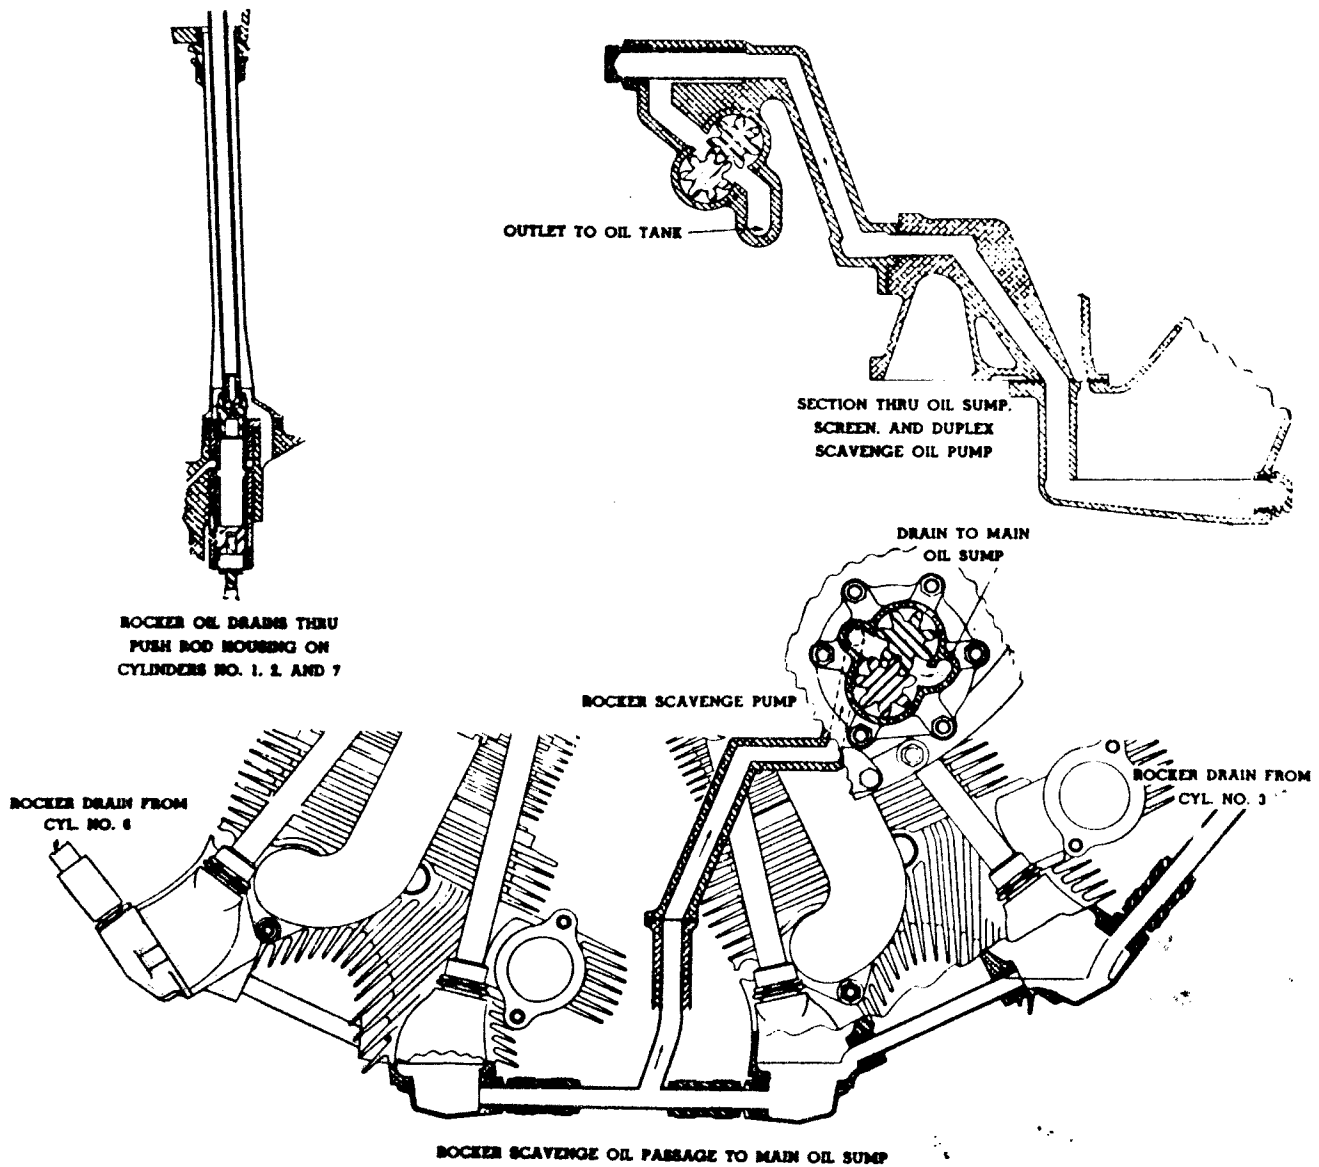 OUTLET TO OIL TANK
SECTION THRU OIL SUMP,
SCREEN, AND DUPLEX
SCAVENGE OIL PUMP
DRAIN TO MAIN
OIL SUMP
ROCKER OIL DRAINS THRU
PUSH ROD HOUSING ON
CYLINDERS NO. 1, 2, AND 7
ROCKER SCAVENGE PUMP
ROCKER DRAIN FROM
CYL. NO. 6
ROCKER DRAIN FROM
CYL. NO. 3
ROCKER SCAVENGE OIL PASSAGE TO MAIN OIL SUMP